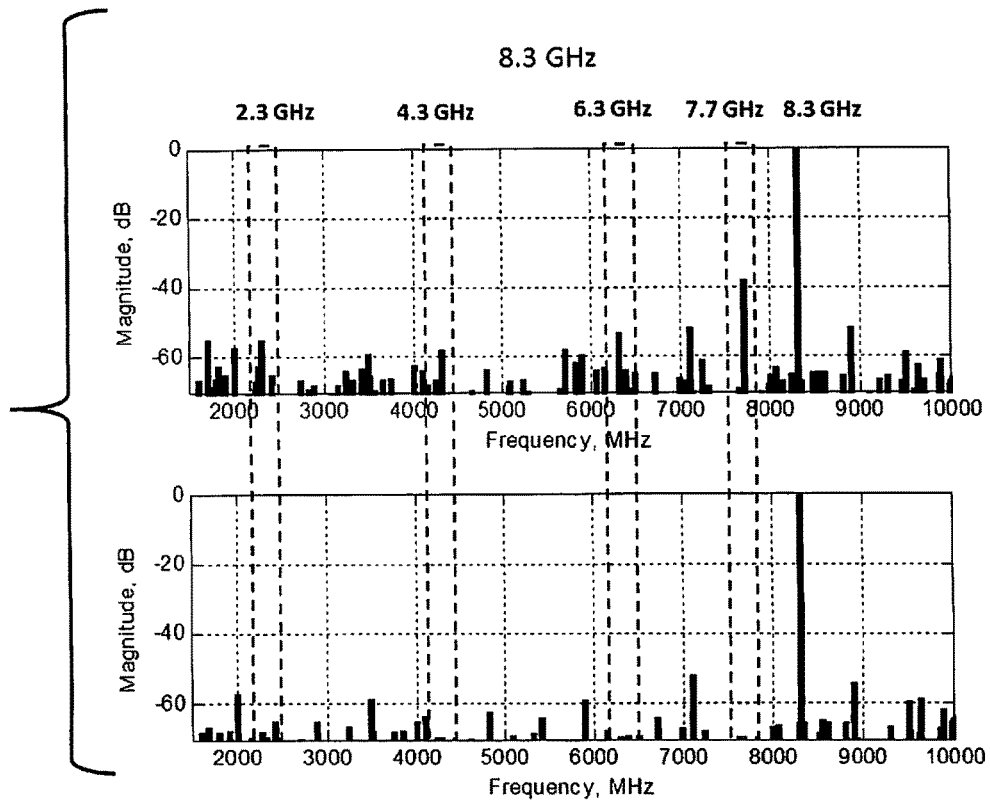 8.3 GHz
2.3 GHz 4.3 GHz 6.3 GHz 7.7 GHz 8.3 GHz
0
-20
-40
-60
Magnitude, dB
2000 3000 4000 5000 6000 7000 8000 9000 10000
Frequency, MHz
0
-20
-40
-60
Magnitude, dB
2000 3000 4000 5000 6000 7000 8000 9000 10000
Frequency, MHz